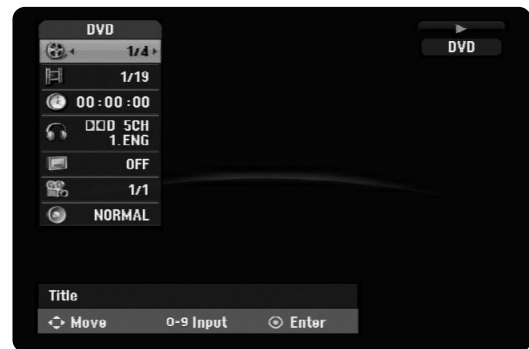 DVD
1/4
1/19
00:00:00
D 5CH
1.ENG
OFF
1/1
NORMAL
DVD
Title
Move 0-9 Input Enter